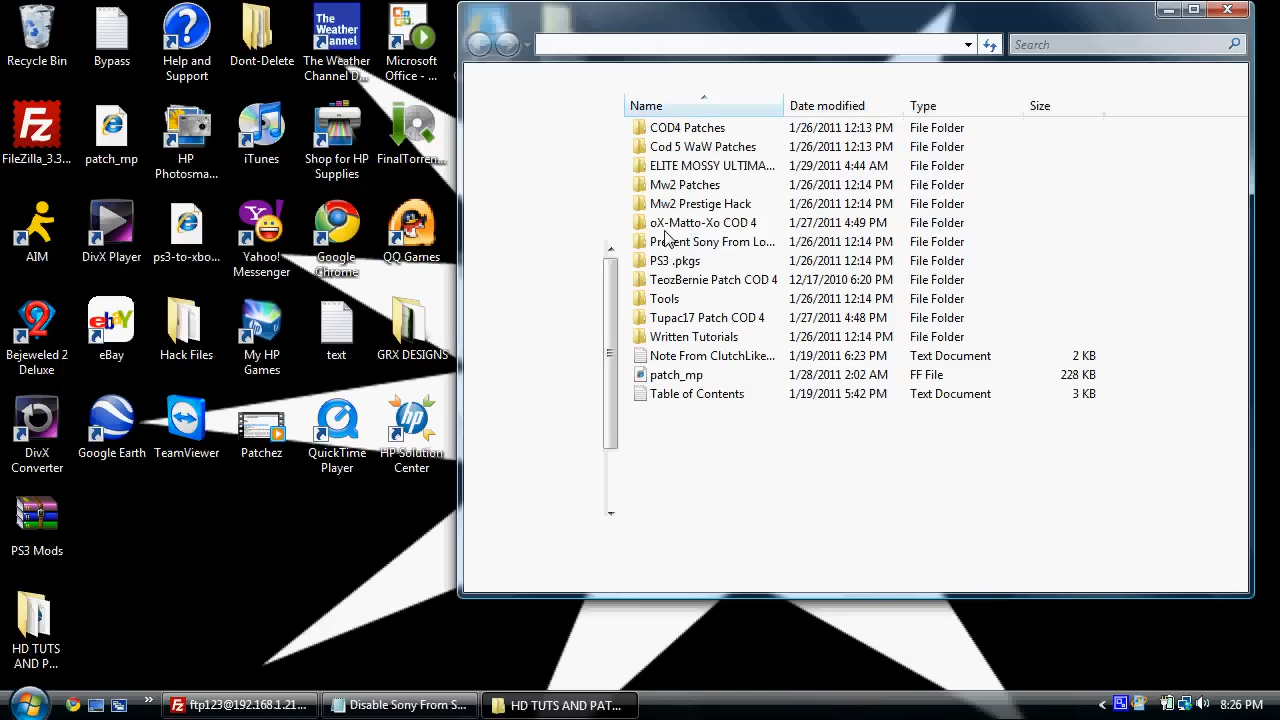 Recycle Bin
Bypass
Help and
Support
Dont-Delete
The
Weather
Channel
The Weather
Channel D...
Microsoft
Office - ...
FileZilla_3.3...
patch_mp
HP
Photosma...
iTunes
Shop for HP
Supplies
FinalTorren...
AIM
DivX Player
ps3-to-xbo...
Yahoo!
Messenger
Google
Chrome
QQ Games
Bejeweled 2
Deluxe
eBay
Hack Files
My HP
Games
text
GRX DESIGNS
DivX
Converter
Google Earth
TeamViewer
Patchez
QuickTime
Player
HP Solution
Center
PS3 Mods
HD TUTS
AND P...
Search
Name Date modified Type Size
COD4 Patches 1/26/2011 12:13 PM File Folder
Cod 5 WaW Patches 1/26/2011 12:13 PM File Folder
ELITE MOSSY ULTIMA... 1/29/2011 4:44 AM File Folder
Mw2 Patches 1/26/2011 12:14 PM File Folder
Mw2 Prestige Hack 1/26/2011 12:14 PM File Folder
oX-Matto-Xo COD 4 1/27/2011 4:49 PM File Folder
Prevent Sony From Lo... 1/26/2011 12:14 PM File Folder
PS3 .pkgs 1/26/2011 12:14 PM File Folder
TeozBernie Patch COD 4 12/17/2010 6:20 PM File Folder
Tools 1/26/2011 12:14 PM File Folder
Tupac17 Patch COD 4 1/27/2011 4:48 PM File Folder
Written Tutorials 1/26/2011 12:14 PM File Folder
Note From ClutchLike... 1/19/2011 6:23 PM Text Document 2 KB
patch_mp 1/28/2011 2:02 AM FF File 228 KB
Table of Contents 1/19/2011 5:42 PM Text Document 3 KB
ftp123@192.168.1.21...
Disable Sony From S...
HD TUTS AND PAT...
8:26 PM